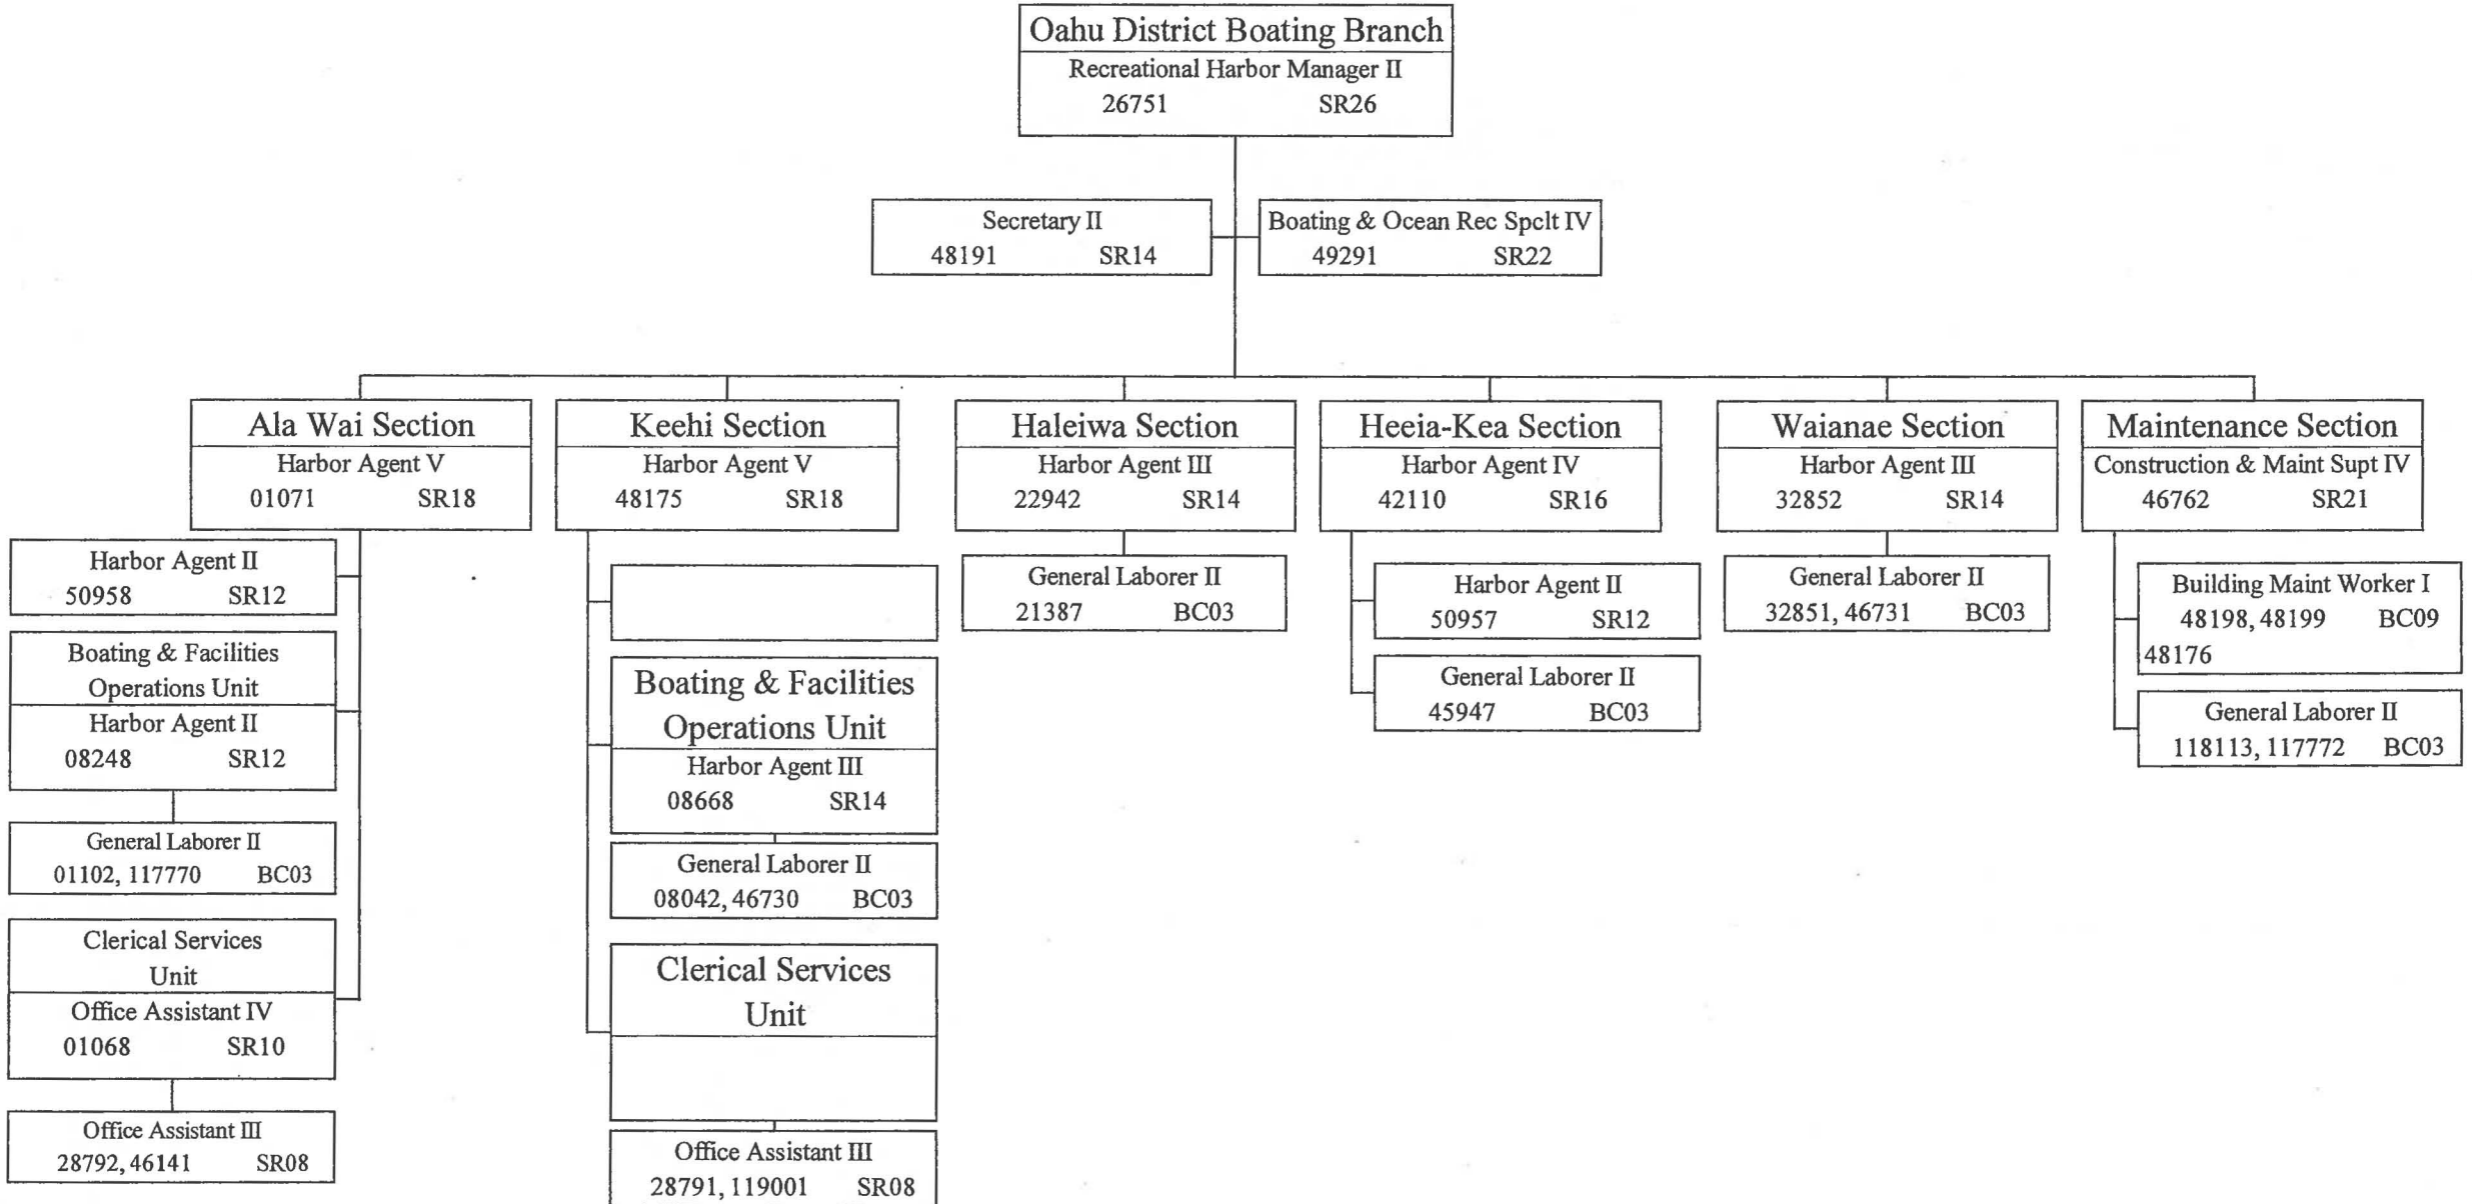 Oahu District Boating Branch
Recreational Harbor Manager II
26751 SR26
Secretary II
48191 SR14
Boating & Ocean Rec Spclt IV
49291 SR22
Ala Wai Section
Harbor Agent V
01071 SR18
Harbor Agent II
50958 SR12
Boating & Facilities
Operations Unit
Harbor Agent II
08248 SR12
General Laborer II
01102, 117770 BC03
Clerical Services
Unit
Office Assistant IV
01068 SR10
Office Assistant III
28792, 46141 SR08
Keehi Section
Harbor Agent V
48175 SR18
Boating & Facilities
Operations Unit
Harbor Agent III
08668 SR14
General Laborer II
08042, 46730 BC03
Clerical Services
Unit
Office Assistant III
28791, 119001 SR08
Haleiwa Section
Harbor Agent III
22942 SR14
General Laborer II
21387 BC03
Heeia-Kea Section
Harbor Agent IV
42110 SR16
Harbor Agent II
50957 SR12
General Laborer II
45947 BC03
Waianae Section
Harbor Agent III
32852 SR14
General Laborer II
32851, 46731 BC03
Maintenance Section
Construction & Maint Supt IV
46762 SR21
Building Maint Worker I
48198, 48199 BC09
48176
General Laborer II
118113, 117772 BC03